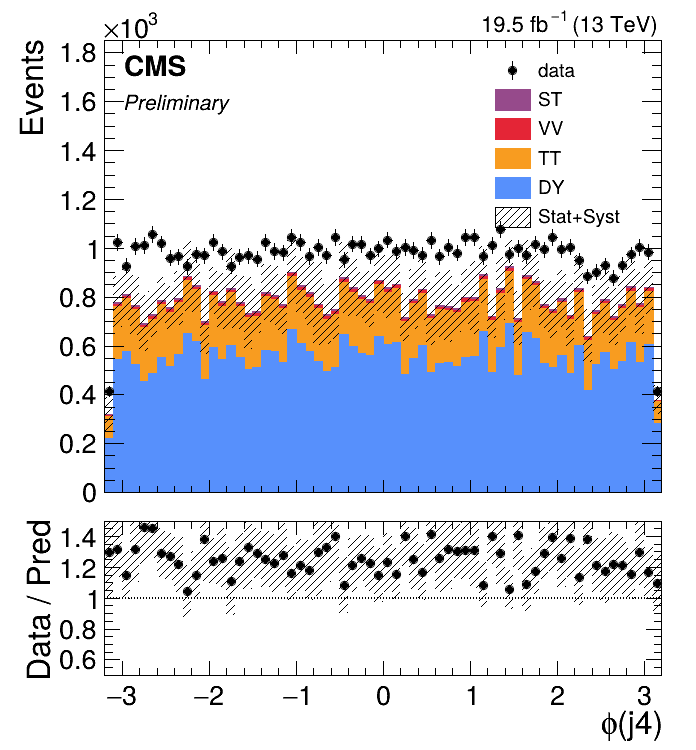 ×10³
19.5 fb⁻¹ (13 TeV)
CMS
Preliminary
Events
data
ST
VV
TT
DY
Stat+Syst
1.8
1.6
1.4
1.2
1
0.8
0.6
0.4
0.2
0
Data / Pred
1.4
1.2
1
0.8
0.6
−3 −2 −1 0 1 2 3
ϕ(j4)